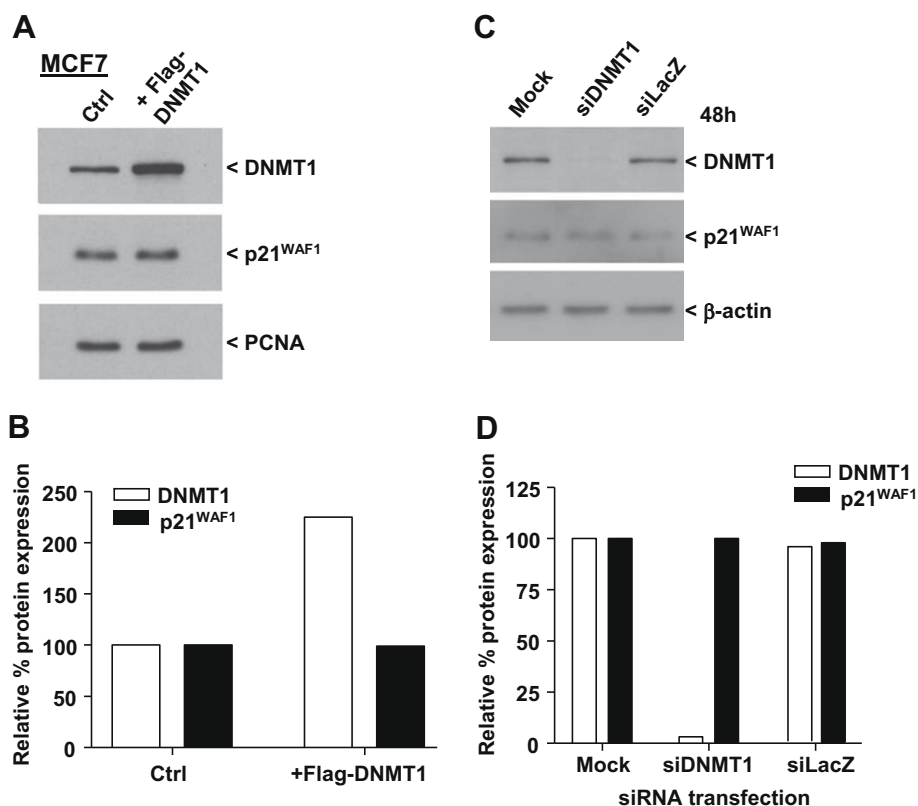 A
MCF7
Ctrl
+ Flag-
DNMT1
< DNMT1
< p21WAF1
< PCNA
B
Relative % protein expression
250
200
150
100
50
0
DNMT1
p21WAF1
Ctrl
+Flag-DNMT1
C
Mock
siDNMT1
siLacZ
48h
< DNMT1
< p21WAF1
< β-actin
D
Relative % protein expression
125
100
75
50
25
0
DNMT1
p21WAF1
Mock
siDNMT1
siLacZ
siRNA transfection